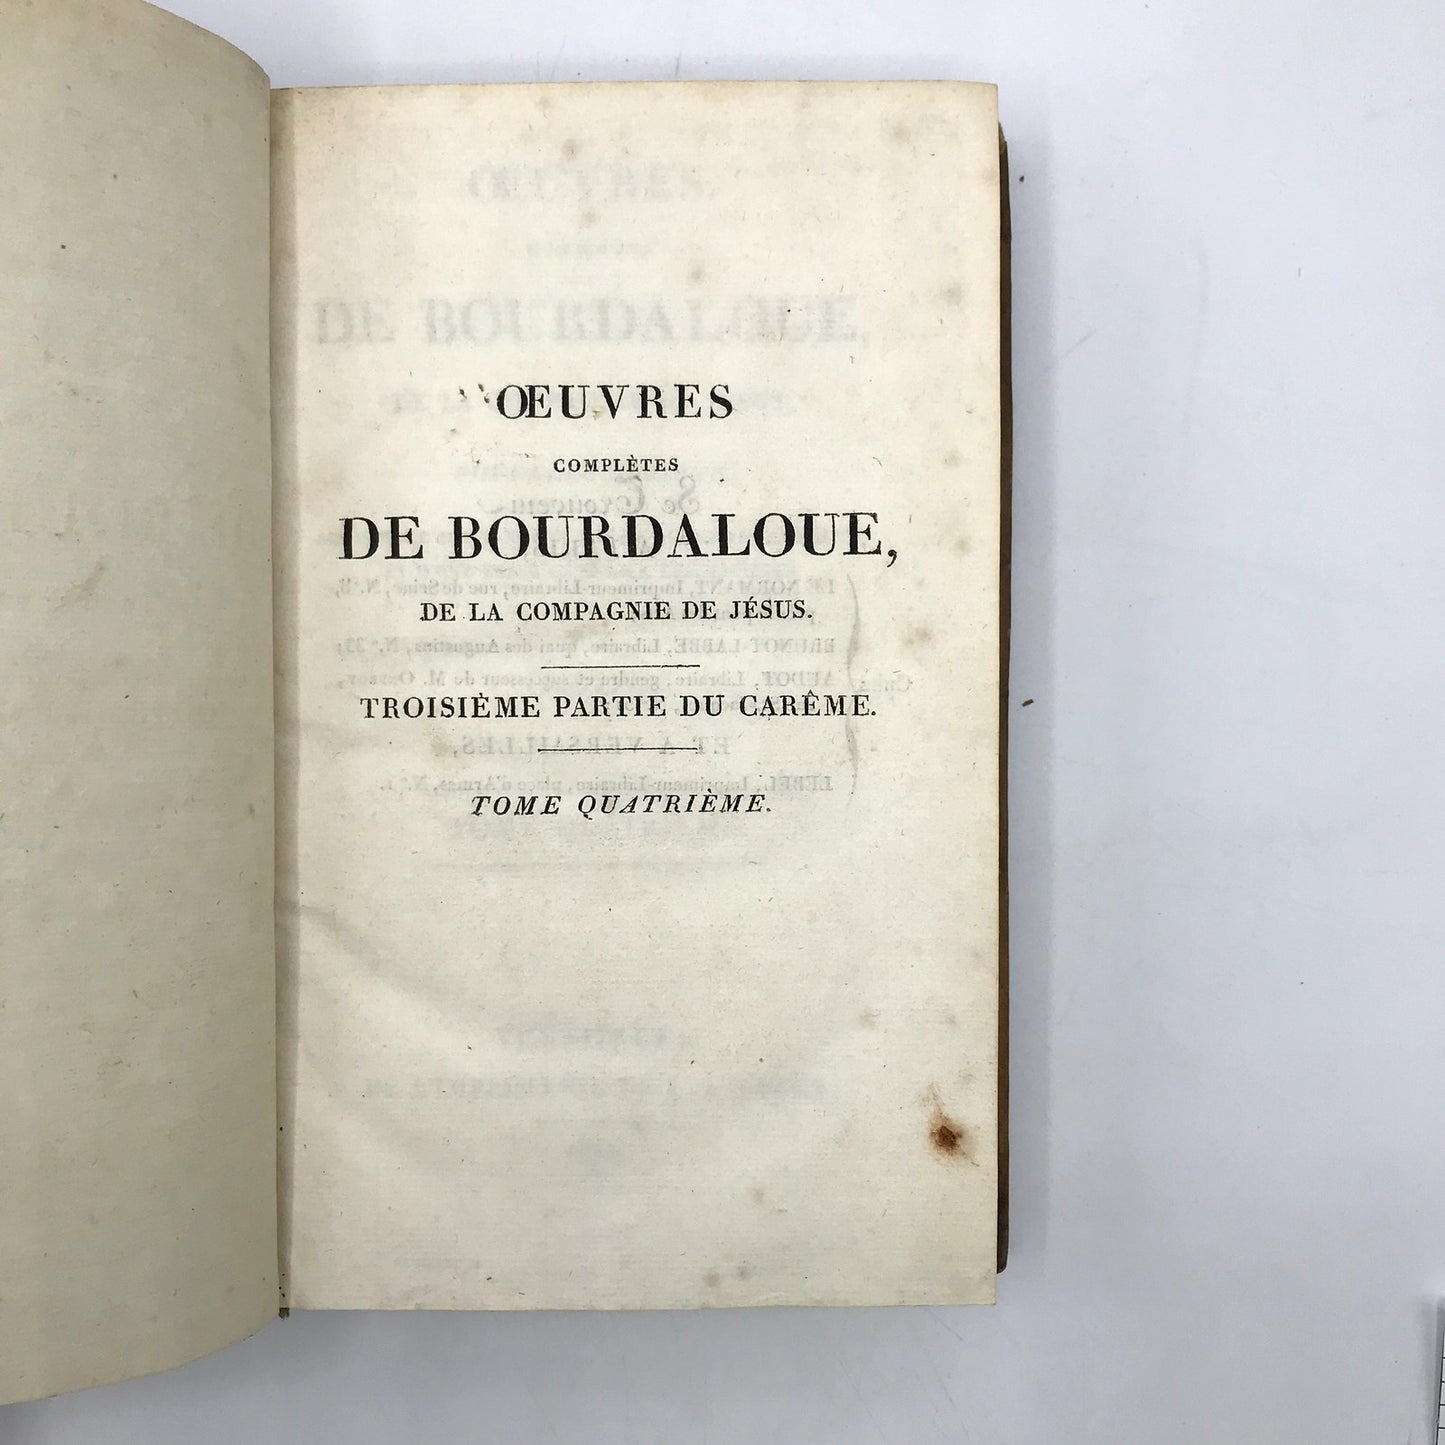 ŒUVRES
COMPLÈTES
DE BOURDALOUE,
DE LA COMPAGNIE DE JÉSUS.
TROISIÈME PARTIE DU CARÊME.
TOME QUATRIÈME.